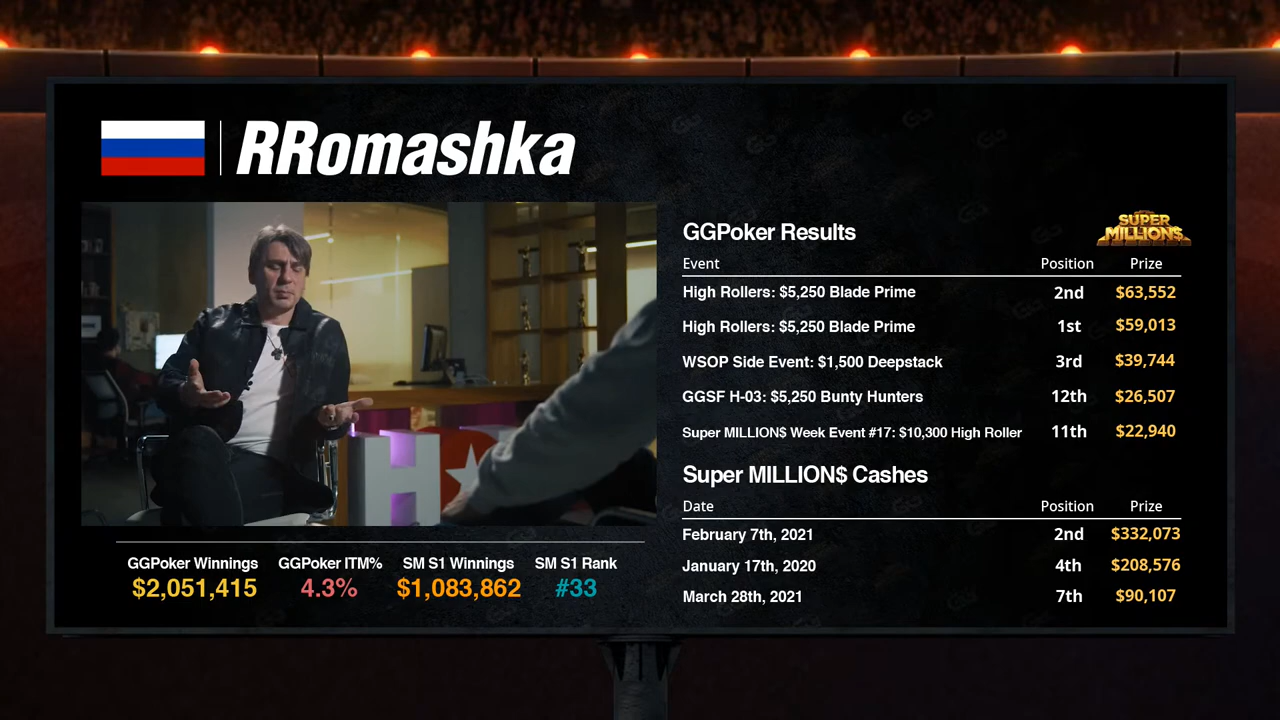 RRomashka
GGPoker Results
SUPER
MILLION$
Event Position Prize
High Rollers: $5,250 Blade Prime 2nd $63,552
High Rollers: $5,250 Blade Prime 1st $59,013
WSOP Side Event: $1,500 Deepstack 3rd $39,744
GGSF H-03: $5,250 Bunty Hunters 12th $26,507
Super MILLION$ Week Event #17: $10,300 High Roller 11th $22,940
Super MILLION$ Cashes
Date Position Prize
February 7th, 2021 2nd $332,073
January 17th, 2020 4th $208,576
March 28th, 2021 7th $90,107
H
GGPoker Winnings GGPoker ITM% SM S1 Winnings SM S1 Rank
$2,051,415 4.3% $1,083,862 #33